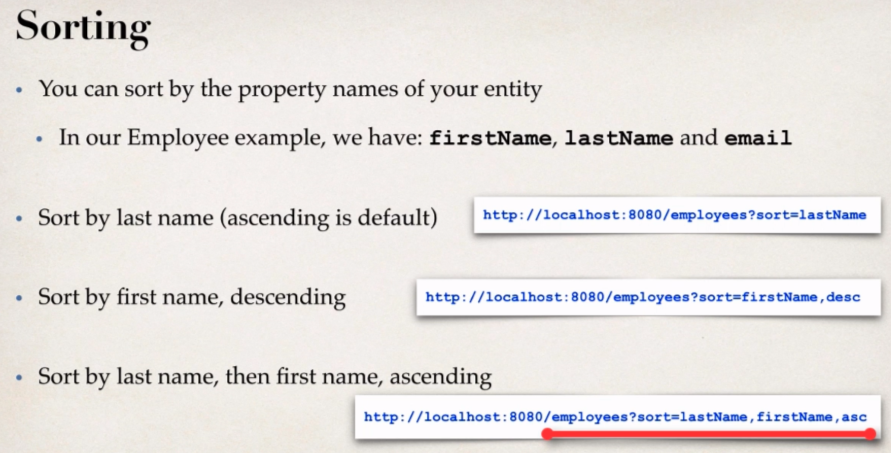 Sorting
• You can sort by the property names of your entity
• In our Employee example, we have: firstName, lastName and email
• Sort by last name (ascending is default)
http://localhost:8080/employees?sort=lastName
• Sort by first name, descending
http://localhost:8080/employees?sort=firstName,desc
• Sort by last name, then first name, ascending
http://localhost:8080/employees?sort=lastName,firstName,asc